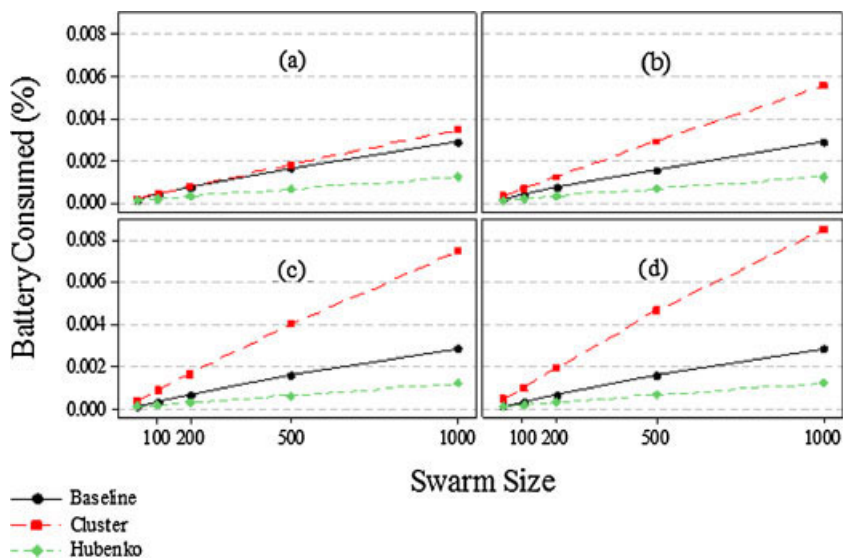 Battery Consumed (%)
0.008
0.006
0.004
0.002
0.000
(a)
(b)
0.008
0.006
0.004
0.002
0.000
(c)
(d)
100 200 500 1000
100 200 500 1000
Swarm Size
Baseline
Cluster
Hubenko